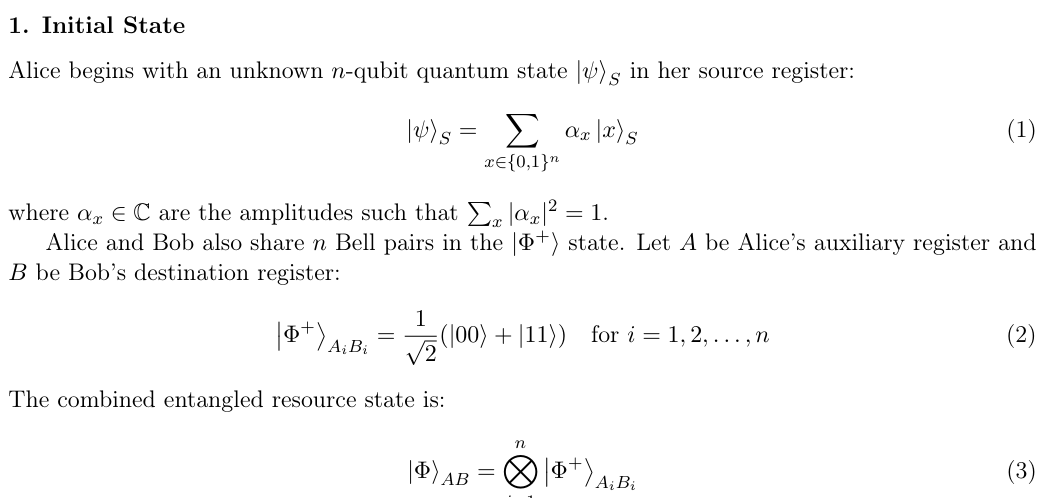 1. Initial State
Alice begins with an unknown n-qubit quantum state |ψ⟩_S in her source register:
|ψ⟩_S = ∑_{x∈{0,1}^n} α_x |x⟩_S (1)
where α_x ∈ ℂ are the amplitudes such that ∑_x |α_x|^2 = 1.
Alice and Bob also share n Bell pairs in the |Φ^+⟩ state. Let A be Alice's auxiliary register and
B be Bob's destination register:
|Φ^+⟩_{A_iB_i} = 1/√2 (|00⟩ + |11⟩) for i = 1, 2, . . . , n (2)
The combined entangled resource state is:
|Φ⟩_{AB} = ⨂^n |Φ^+⟩_{A_iB_i} (3)